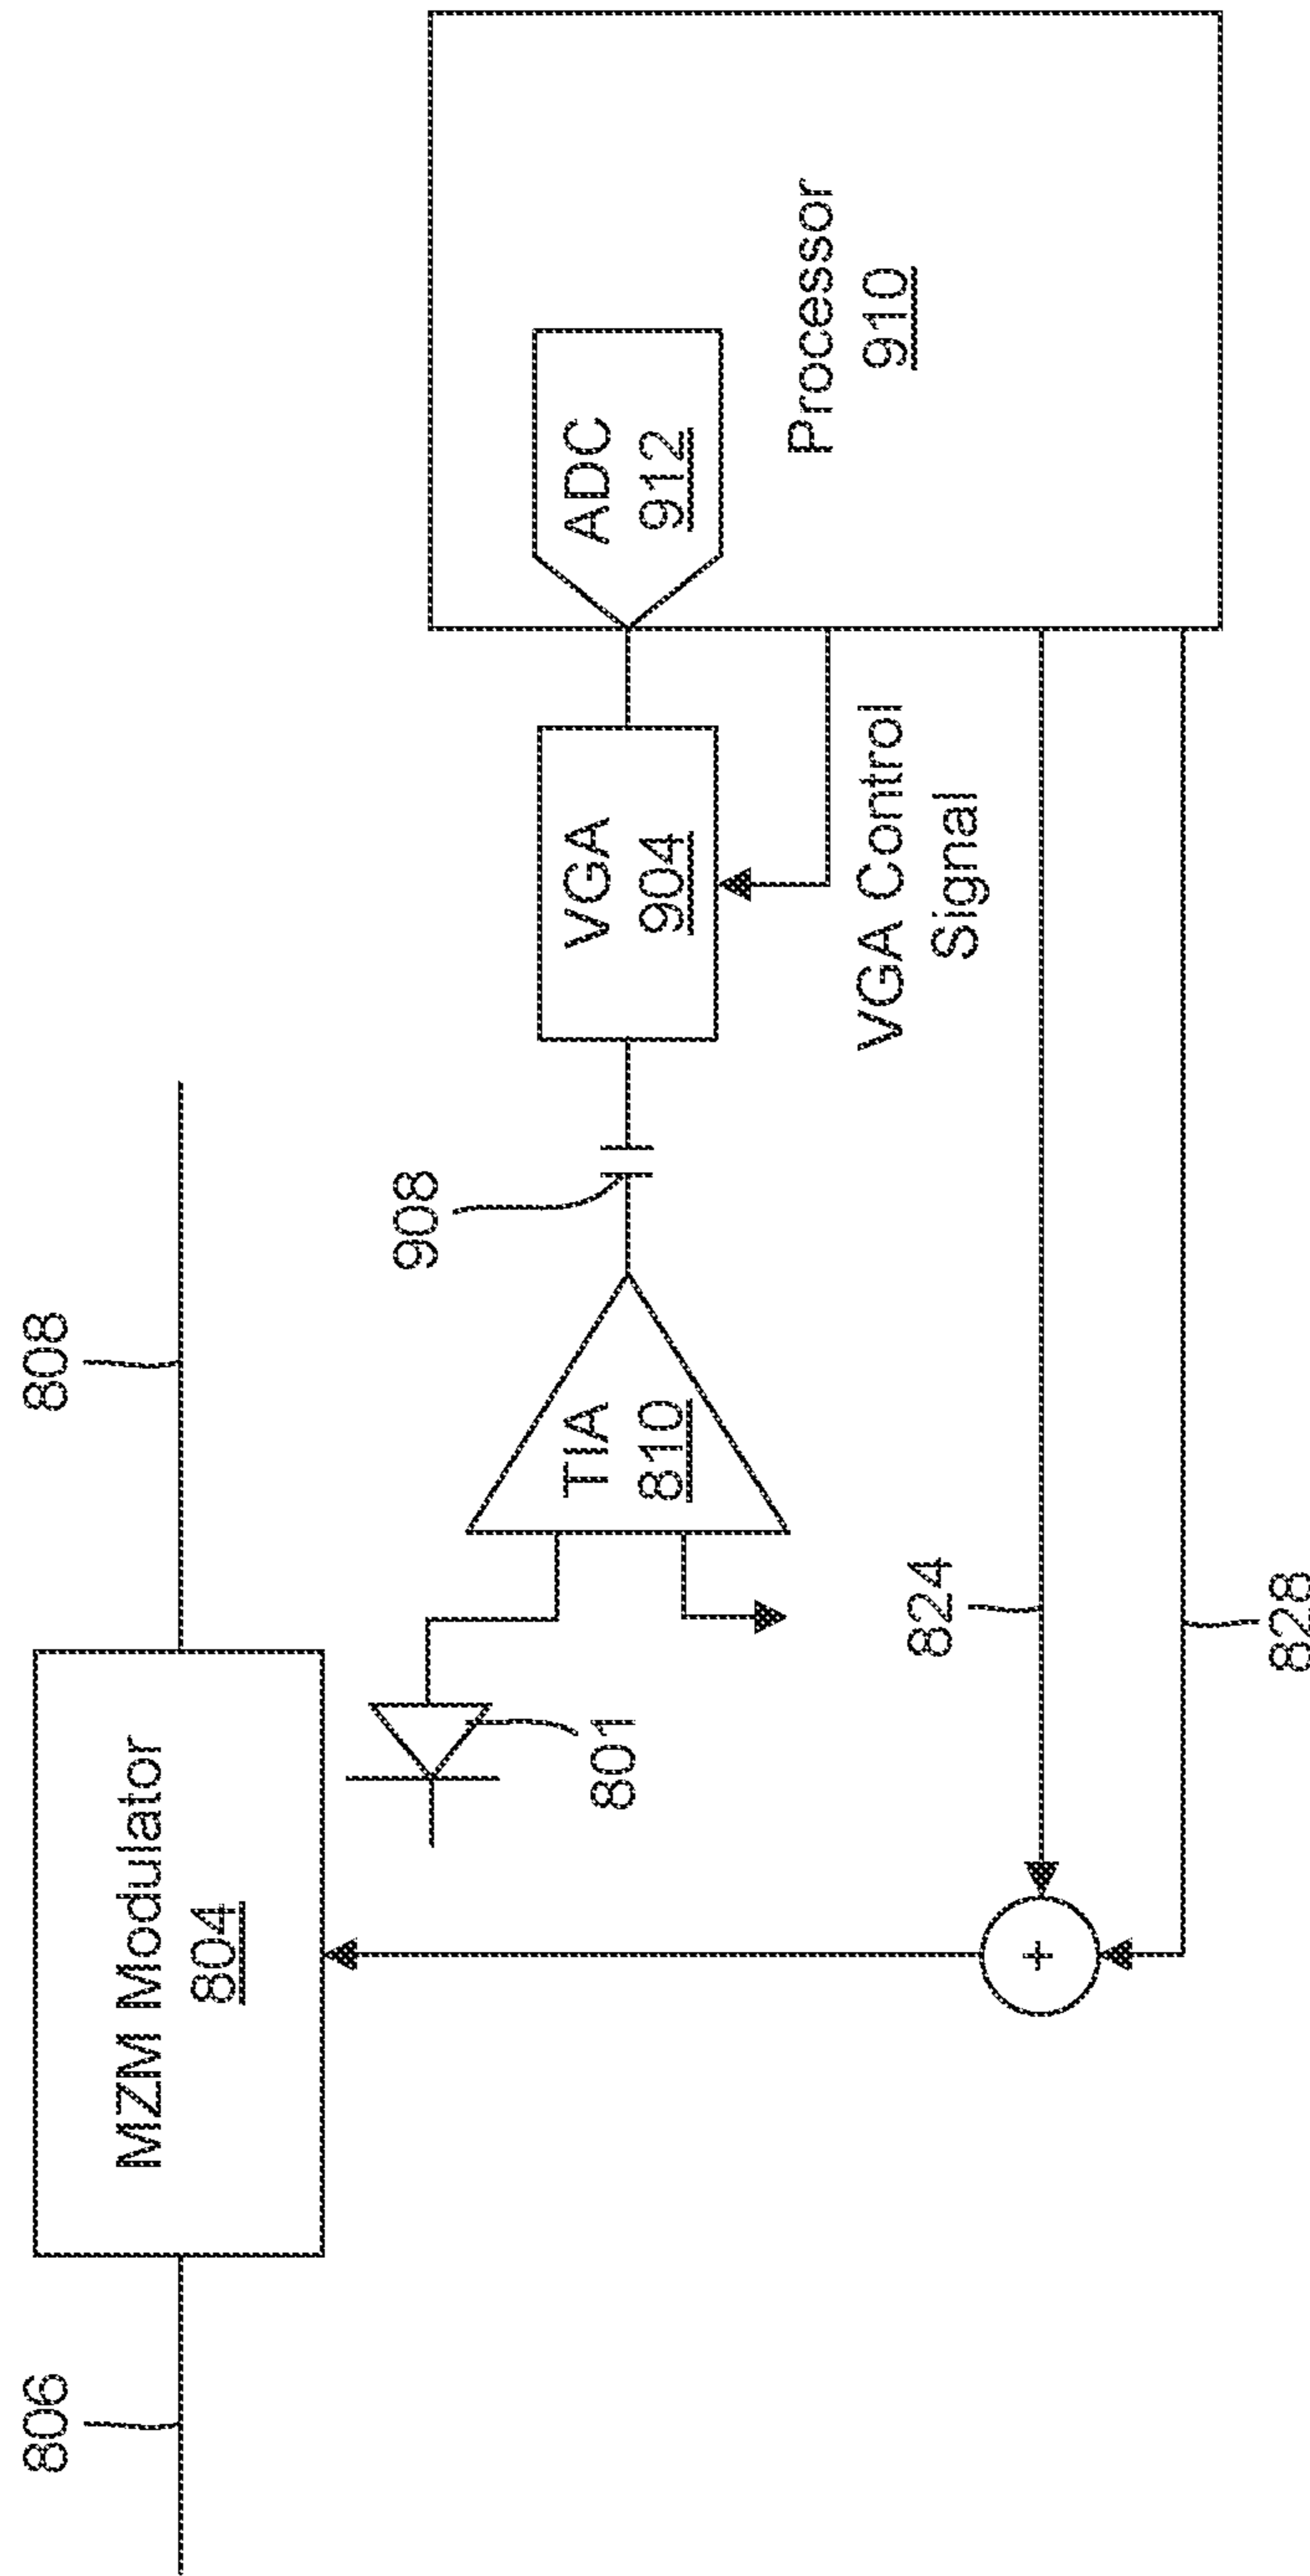 806
MZM Modulator
804
808
801
TIA
810
908
VGA
904
ADC
912
Processor
910
VGA Control
Signal
+
824
828